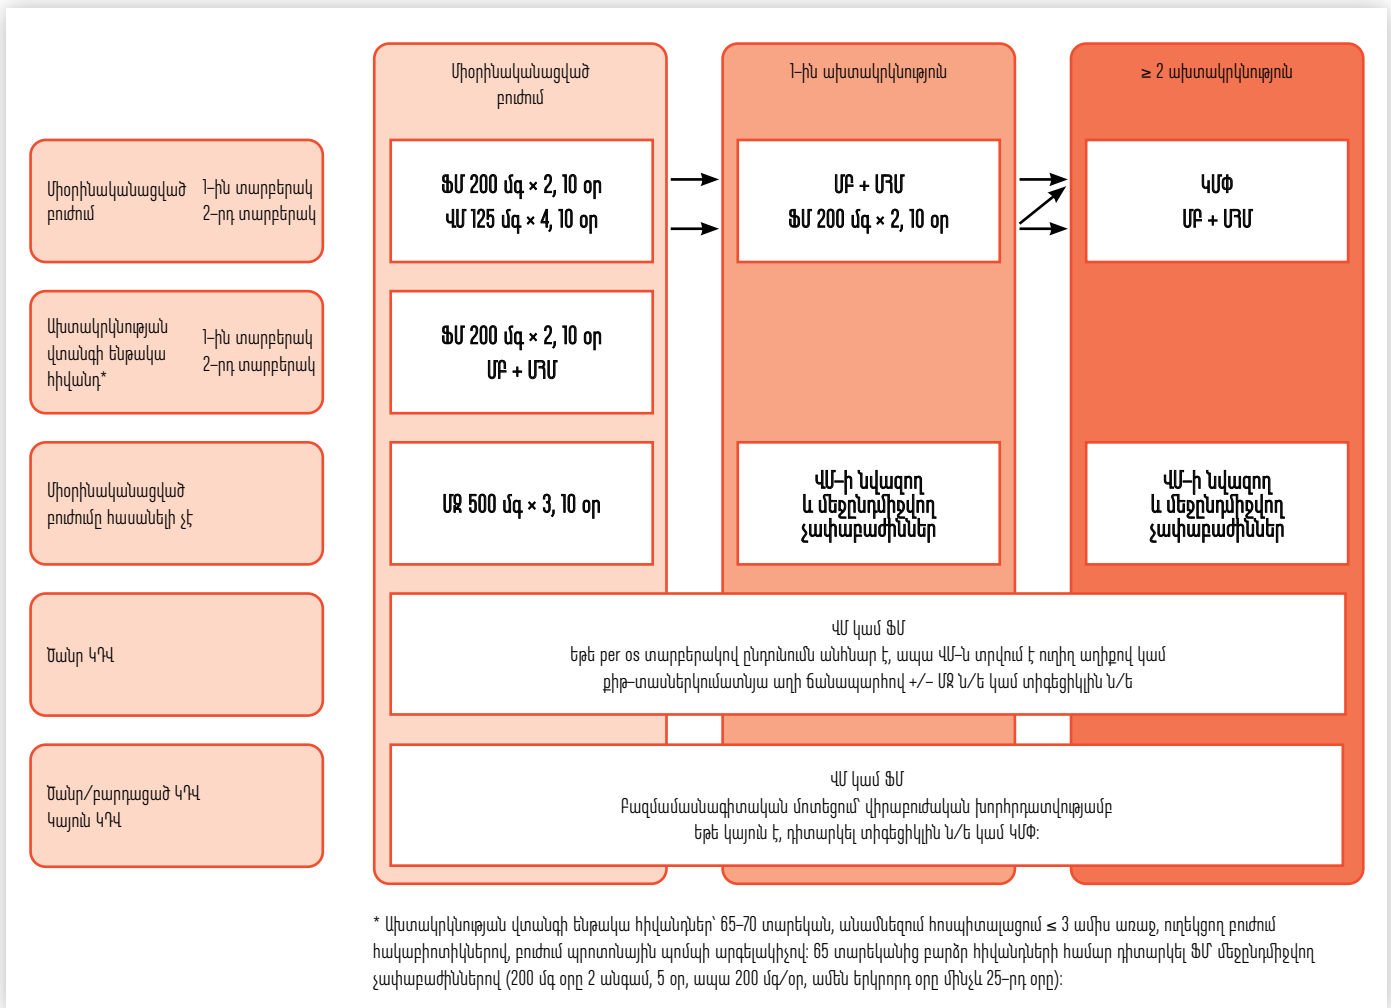 Միօրինականացված
բուժում
1–ին ախտակրկնություն
≥ 2 ախտակրկնություն
Միօրինականացված
բուժում
1–ին տարբերակ
2–րդ տարբերակ
ՖՄ 200 մգ × 2, 10 օր
ՎՄ 125 մգ × 4, 10 օր
ՄԲ + ՄՀՄ
ՖՄ 200 մգ × 2, 10 օր
ԿՄՓ
ՄԲ + ՄՀՄ
Ախտակրկնության
վտանգի ենթակա
հիվանդ*
1–ին տարբերակ
2–րդ տարբերակ
ՖՄ 200 մգ × 2, 10 օր
ՄԲ + ՄՀՄ
Միօրինականացված
բուժումը հասանելի չէ
ՄԶ 500 մգ × 3, 10 օր
ՎՄ–ի նվազող
և մեջընդմիջվող
չափաբաժիններ
ՎՄ–ի նվազող
և մեջընդմիջվող
չափաբաժիններ
Ծանր ԿԴՎ
ՎՄ կամ ՖՄ
եթե per os տարբերակով ընդունումն անհնար է, ապա ՎՄ–ն տրվում է ուղիղ աղիքով կամ
քիթ–տասներկումատնյա աղի ճանապարհով +/– ՄԶ ն/ե կամ տիգեցիկլին ն/ե
Ծանր/բարդացած ԿԴՎ
Կայուն ԿԴՎ
ՎՄ կամ ՖՄ
Բազմամասնագիտական մոտեցում՝ վիրաբուժական խորհրդատվությամբ
եթե կայուն է, դիտարկել տիգեցիկլին ն/ե կամ ԿՄՓ:
* Ախտակրկնության վտանգի ենթակա հիվանդներ՝ 65–70 տարեկան, անամնեզում հոսպիտալացում ≤ 3 ամիս առաջ, ուղեկցող բուժում
հակաբիոտիկներով, բուժում պրոտոնային պոմպի արգելակիչով: 65 տարեկանից բարձր հիվանդների համար դիտարկել ՖՄ՝ մեջընդմիջվող
չափաբաժիններով (200 մգ օրը 2 անգամ, 5 օր, ապա 200 մգ/օր, ամեն երկրորդ օրը մինչև 25–րդ օրը):